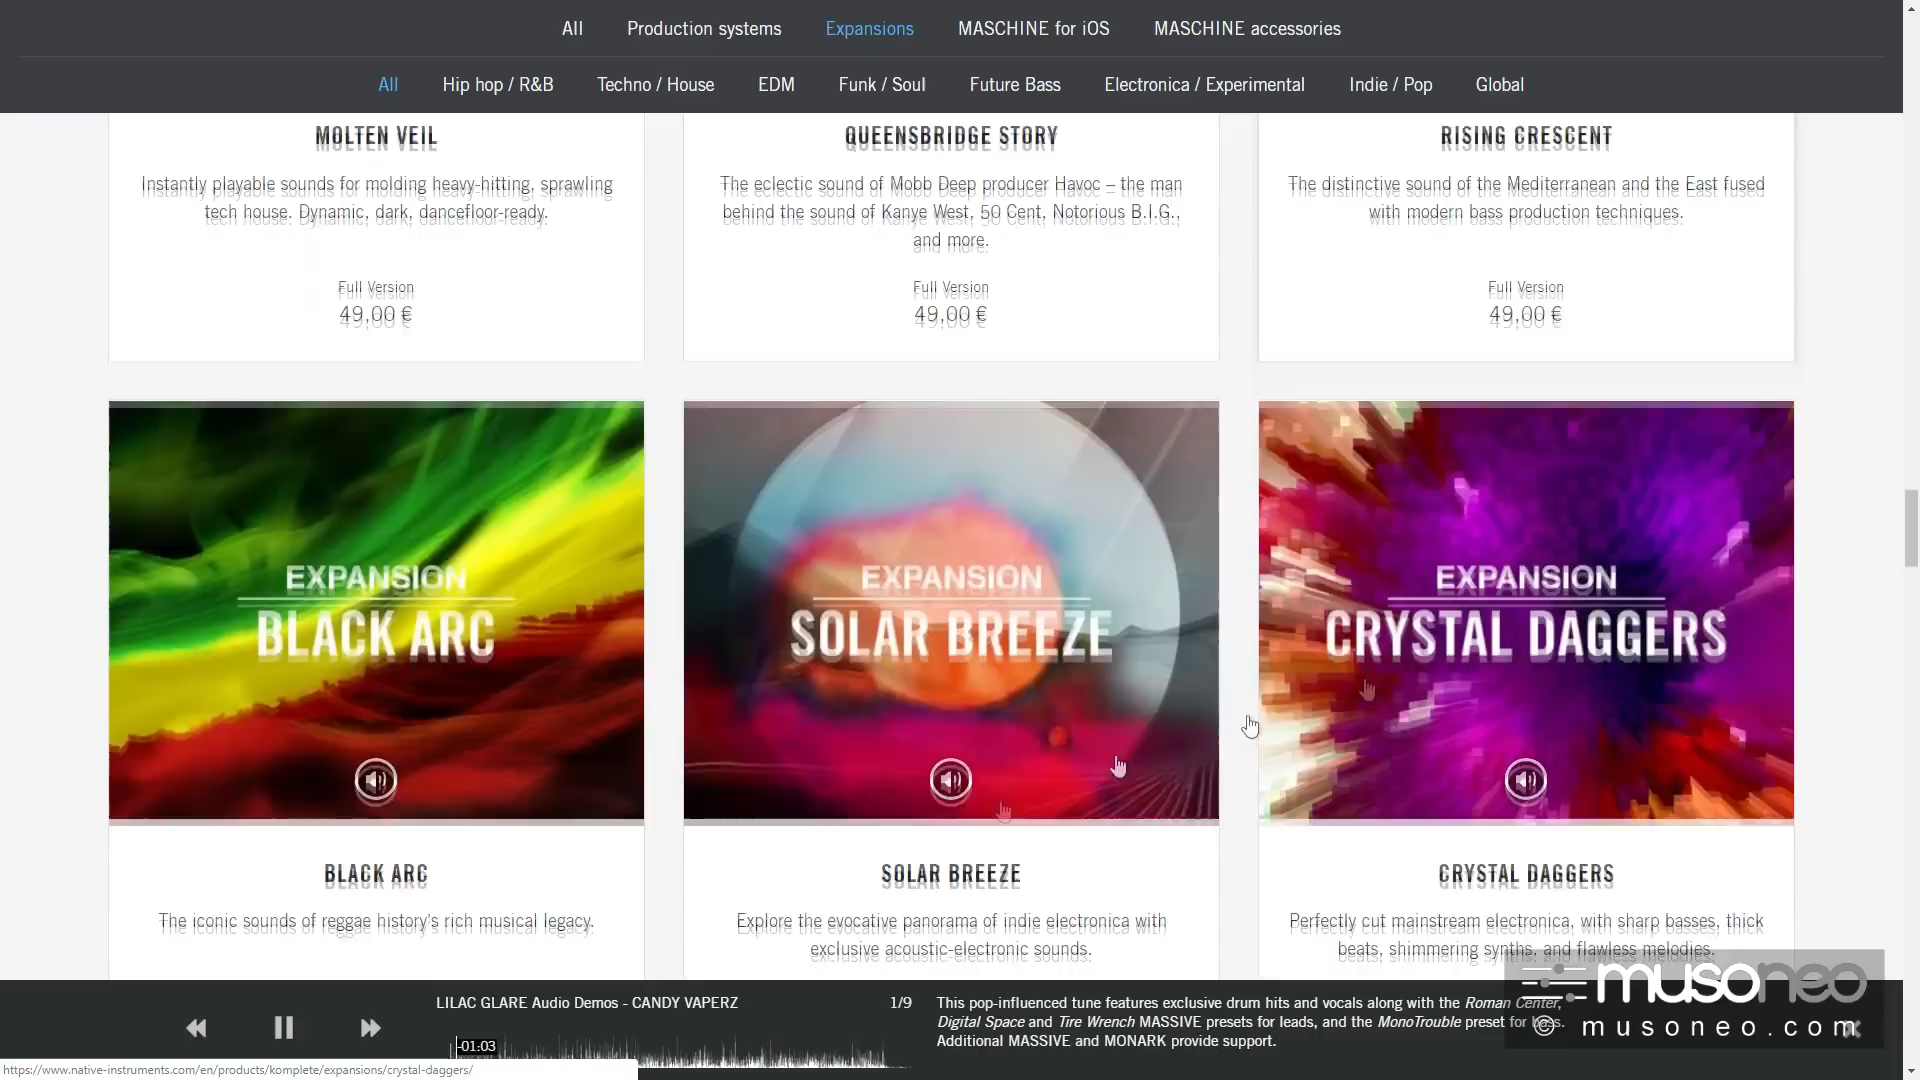 All Production systems Expansions MASCHINE for iOS MASCHINE accessories
All Hip hop / R&B Techno / House EDM Funk / Soul Future Bass Electronica / Experimental Indie / Pop Global
MOLTEN VEIL
Instantly playable sounds for molding heavy-hitting, sprawling
tech house. Dynamic, dark, dancefloor-ready.
Full Version
49,00 €
QUEENSBRIDGE STORY
The eclectic sound of Mobb Deep producer Havoc – the man
behind the sound of Kanye West, 50 Cent, Notorious B.I.G.,
and more.
Full Version
49,00 €
RISING CRESCENT
The distinctive sound of the Mediterranean and the East fused
with modern bass production techniques.
Full Version
49,00 €
EXPANSION
BLACK ARC
EXPANSION
SOLAR BREEZE
EXPANSION
CRYSTAL DAGGERS
BLACK ARC
The iconic sounds of reggae history's rich musical legacy.
SOLAR BREEZE
Explore the evocative panorama of indie electronica with
exclusive acoustic-electronic sounds.
CRYSTAL DAGGERS
Perfectly cut mainstream electronica, with sharp basses, thick
beats, shimmering synths, and flawless melodies.
LILAC GLARE Audio Demos - CANDY VAPERZ 1/9
-01:03
This pop-influenced tune features exclusive drum hits and vocals along with the Roman Center,
Digital Space and Tire Wrench MASSIVE presets for leads, and the MonoTrouble preset for bass.
Additional MASSIVE and MONARK provide support.
musoneo
© musoneo.com
https://www.native-instruments.com/en/products/komplete/expansions/crystal-daggers/